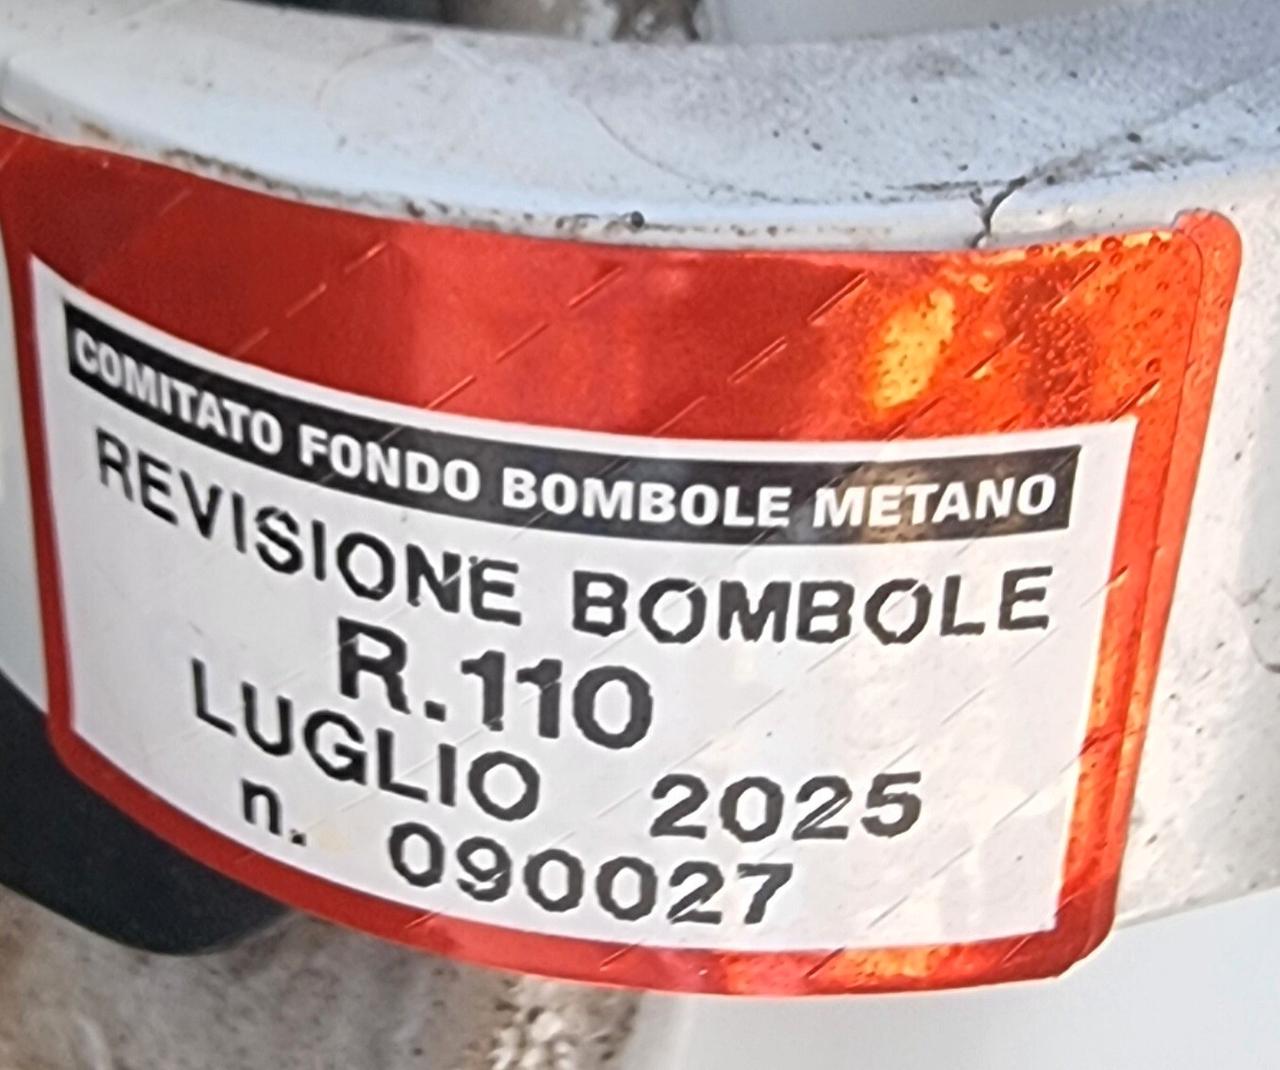 COMITATO FONDO BOMBOLE METANO
REVISIONE BOMBOLE
R.110
LUGLIO 2025
n. 090027